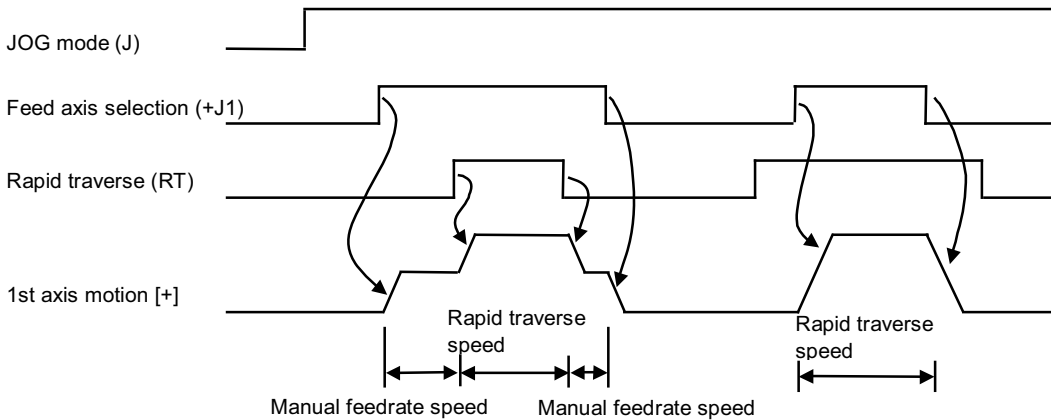 JOG mode (J)
Feed axis selection (+J1)
Rapid traverse (RT)
1st axis motion [+]
Rapid traverse
speed
Rapid traverse
speed
Manual feedrate speed
Manual feedrate speed